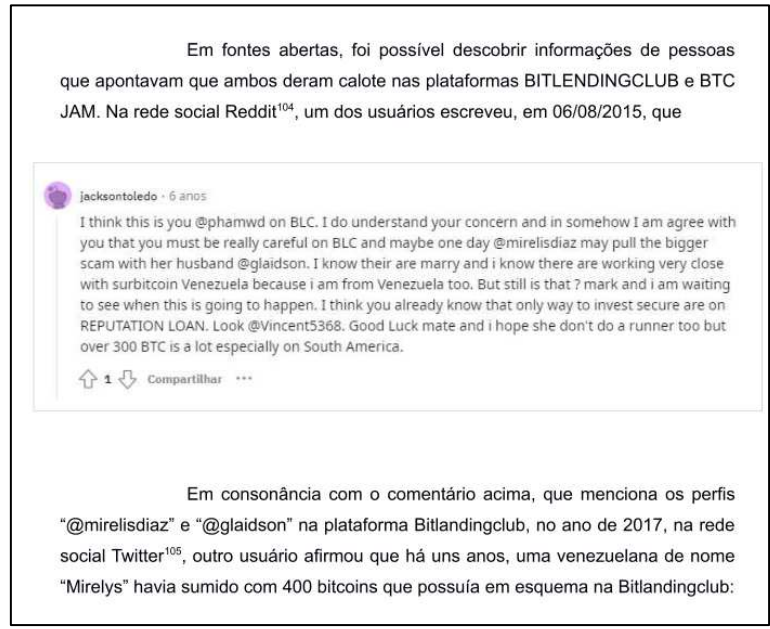 Em fontes abertas, foi possível descobrir informações de pessoas
que apontavam que ambos deram calote nas plataformas BITLENDINGCLUB e BTC
JAM. Na rede social Reddit¹⁰⁴, um dos usuários escreveu, em 06/08/2015, que
jacksontoledo · 6 anos
I think this is you @phamwd on BLC. I do understand your concern and in somehow I am agree with
you that you must be really careful on BLC and maybe one day @mirelisdiaz may pull the bigger
scam with her husband @glaidson. I know their are marry and i know there are working very close
with surbitcoin Venezuela because i am from Venezuela too. But still is that ? mark and i am waiting
to see when this is going to happen. I think you already know that only way to invest secure are on
REPUTATION LOAN. Look @Vincent5368. Good Luck mate and i hope she don't do a runner too but
over 300 BTC is a lot especially on South America.
1 Compartilhar ···
Em consonância com o comentário acima, que menciona os perfis
“@mirelisdiaz” e “@glaidson” na plataforma Bitlandingclub, no ano de 2017, na rede
social Twitter¹⁰⁵, outro usuário afirmou que há uns anos, uma venezuelana de nome
“Mirelys” havia sumido com 400 bitcoins que possuía em esquema na Bitlandingclub: